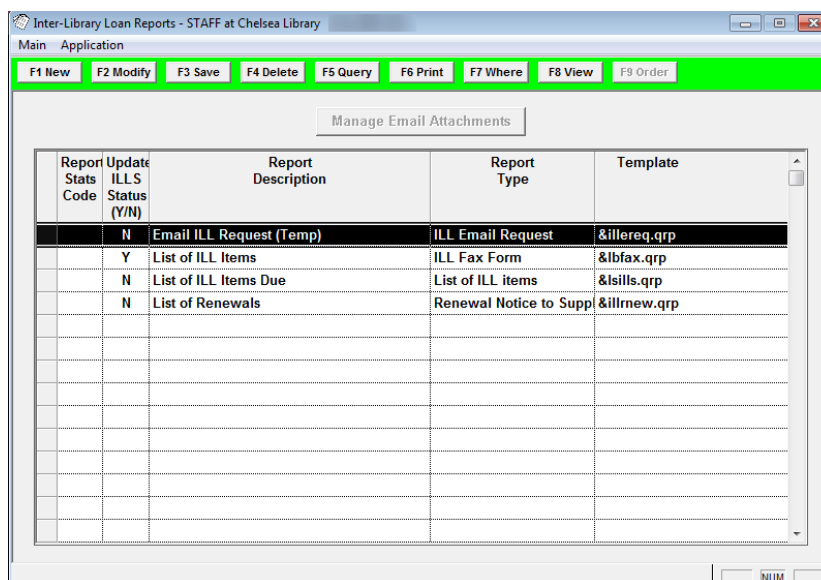 Inter-Library Loan Reports - STAFF at Chelsea Library
Main Application
F1 New F2 Modify F3 Save F4 Delete F5 Query F6 Print F7 Where F8 View F9 Order
Manage Email Attachments
Report Update Report Report Template
Stats ILLS Description Type
Code Status
(Y/N)
N Email ILL Request (Temp) ILL Email Request &illereq.qrp
Y List of ILL Items ILL Fax Form &lbfax.qrp
N List of ILL Items Due List of ILL items &lsills.qrp
N List of Renewals Renewal Notice to Suppl &illrnew.qrp
NUM